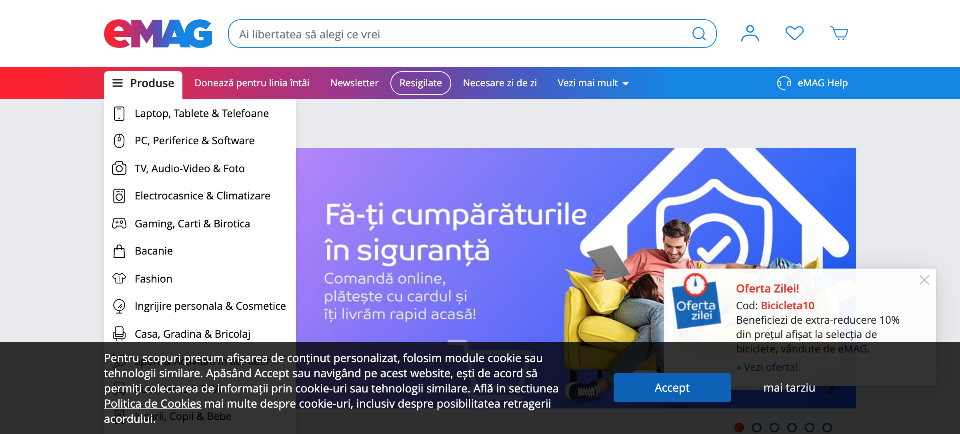 eMAG
Ai libertatea să alegi ce vrei
Produse
Donează pentru linia întâi
Newsletter
Resigilate
Necesare zi de zi
Vezi mai mult
eMAG Help
Laptop, Tablete & Telefoane
PC, Periferice & Software
TV, Audio-Video & Foto
Electrocasnice & Climatizare
Gaming, Carti & Birotica
Bacanie
Fashion
Ingrijire personala & Cosmetice
Casa, Gradina & Bricolaj
Fă-ți cumpărăturile
în siguranță
Comandă online,
plătește cu cardul și
îți livrăm rapid acasă!
Oferta
zilei
Oferta Zilei!
Cod: Bicicleta10
Beneficiezi de extra-reducere 10%
din prețul afișat la selecția de
biciclete, vândute de eMAG.
» Vezi oferta!
Pentru scopuri precum afișarea de conținut personalizat, folosim module cookie sau
tehnologii similare. Apăsând Accept sau navigând pe acest website, ești de acord să
permiți colectarea de informații prin cookie-uri sau tehnologii similare. Află in sectiunea
Politica de Cookies mai multe despre cookie-uri, inclusiv despre posibilitatea retragerii
acordului.
Accept
mai tarziu
, Copii & Bebe